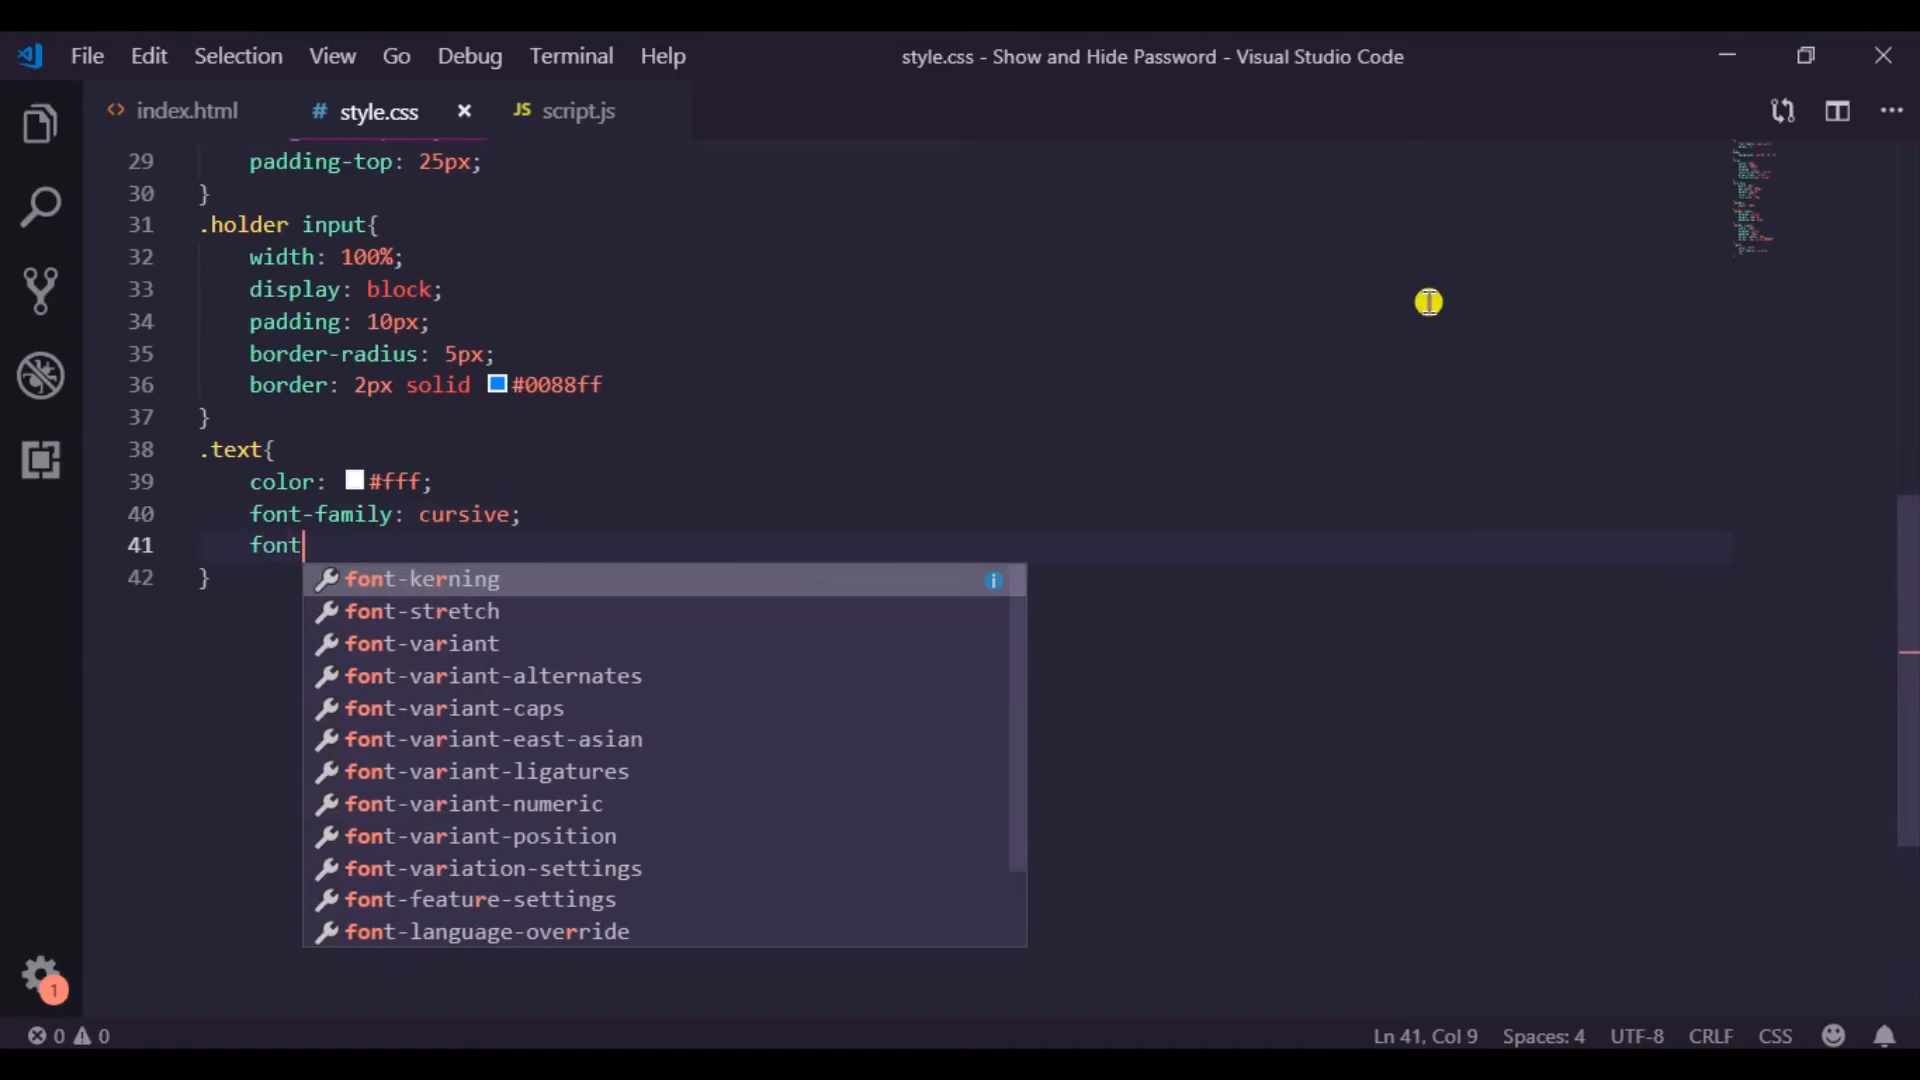 File Edit Selection View Go Debug Terminal Help style.css - Show and Hide Password - Visual Studio Code
<> index.html # style.css × JS script.js
29 padding-top: 25px;
30 }
31 .holder input{
32 width: 100%;
33 display: block;
34 padding: 10px;
35 border-radius: 5px;
36 border: 2px solid #0088ff
37 }
38 .text{
39 color: #fff;
40 font-family: cursive;
41 font
42 }
font-kerning
font-stretch
font-variant
font-variant-alternates
font-variant-caps
font-variant-east-asian
font-variant-ligatures
font-variant-numeric
font-variant-position
font-variation-settings
font-feature-settings
font-language-override
1
0 0 Ln 41, Col 9 Spaces: 4 UTF-8 CRLF CSS